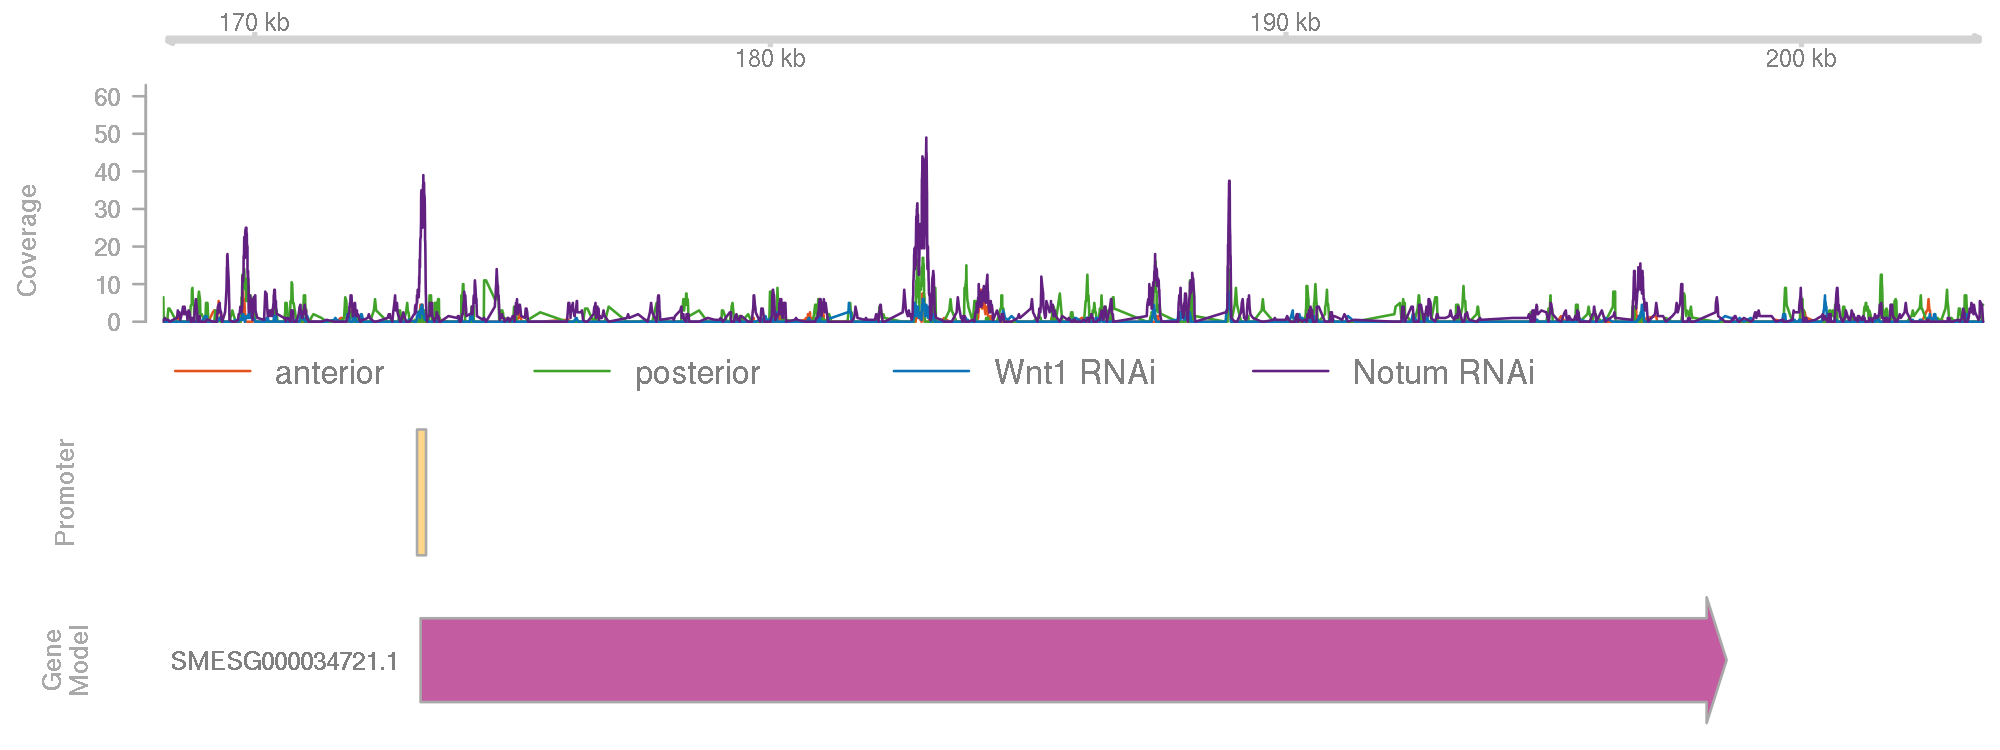 170 kb
190 kb
180 kb
200 kb
Coverage
60
50
40
30
20
10
0
anterior posterior Wnt1 RNAi Notum RNAi
Promoter
Gene
Model
SMESG000034721.1